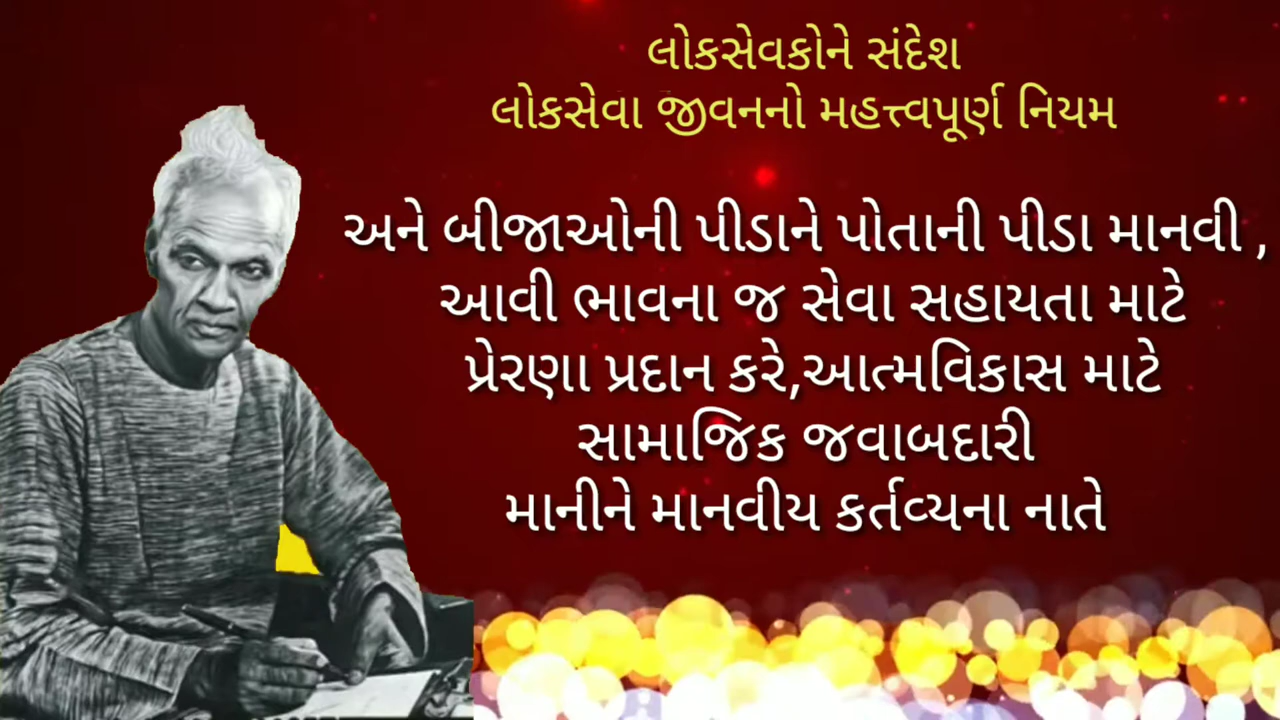 લોકસેવકોને સંદેશ
લોકસેવા જીવનનો મહત્ત્વપૂર્ણ નિયમ
અને બીજાઓની પીડાને પોતાની પીડા માનવી ,
આવી ભાવના જ સેવા સહાયતા માટે
પ્રેરણા પ્રદાન કરે,આત્મવિકાસ માટે
સામાજિક જવાબદારી
માનીને માનવીય કર્તવ્યના નાતે